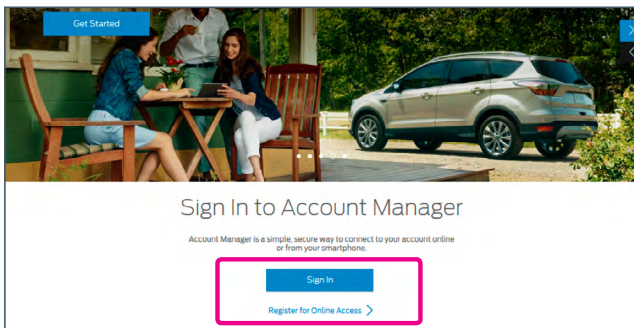 Get Started
Sign In to Account Manager
Account Manager is a simple, secure way to connect to your account online
or from your smartphone.
Sign In
Register for Online Access